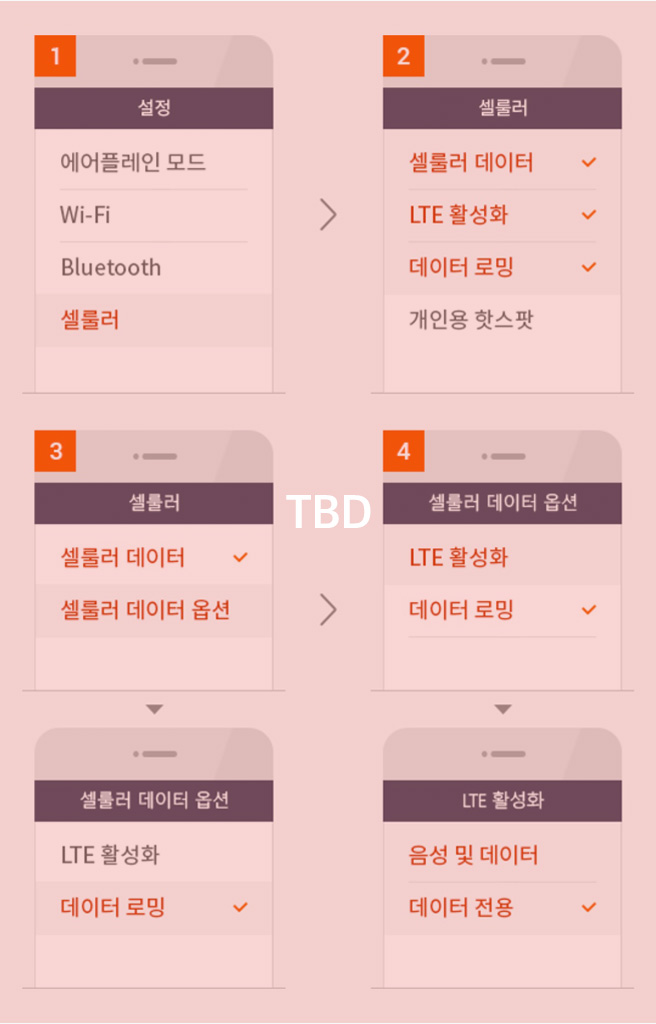 1
설정
에어플레인 모드
Wi-Fi
Bluetooth
셀룰러
2
셀룰러
셀룰러 데이터
LTE 활성화
데이터 로밍
개인용 핫스팟
3
셀룰러
셀룰러 데이터
셀룰러 데이터 옵션
TBD
4
셀룰러 데이터 옵션
LTE 활성화
데이터 로밍
셀룰러 데이터 옵션
LTE 활성화
데이터 로밍
LTE 활성화
음성 및 데이터
데이터 전용